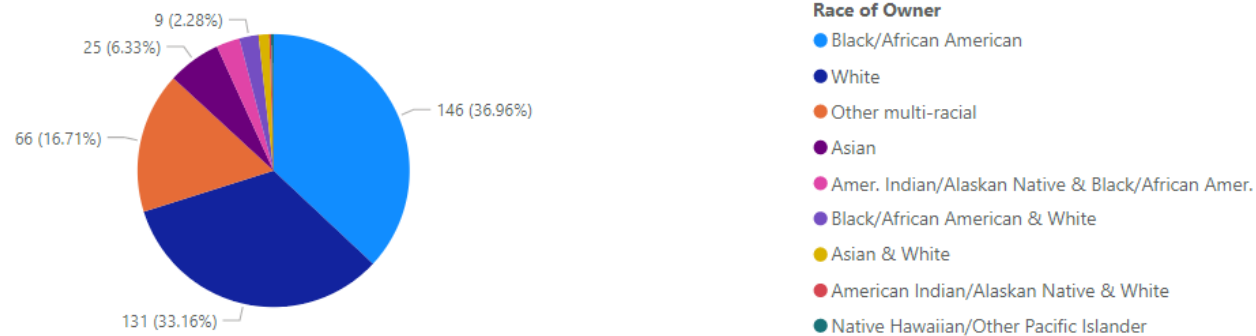 9 (2.28%)
25 (6.33%)
66 (16.71%)
146 (36.96%)
131 (33.16%)
Race of Owner
Black/African American
White
Other multi-racial
Asian
Amer. Indian/Alaskan Native & Black/African Amer.
Black/African American & White
Asian & White
American Indian/Alaskan Native & White
Native Hawaiian/Other Pacific Islander